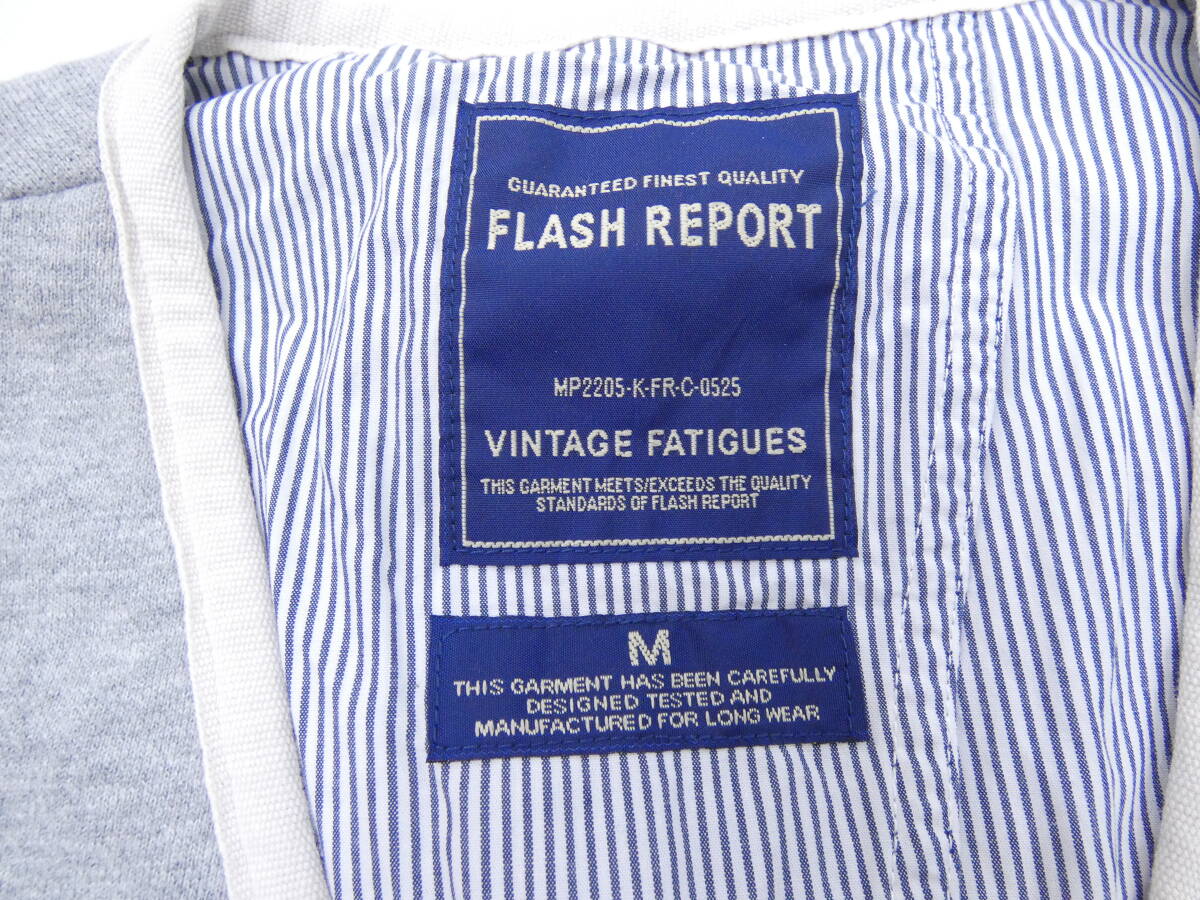 GUARANTEED FINEST QUALITY
FLASH REPORT
MP2205-K-FR-C-0525
VINTAGE FATIGUES
THIS GARMENT MEETS/EXCEEDS THE QUALITY
STANDARDS OF FLASH REPORT
M
THIS GARMENT HAS BEEN CAREFULLY
DESIGNED TESTED AND
MANUFACTURED FOR LONG WEAR